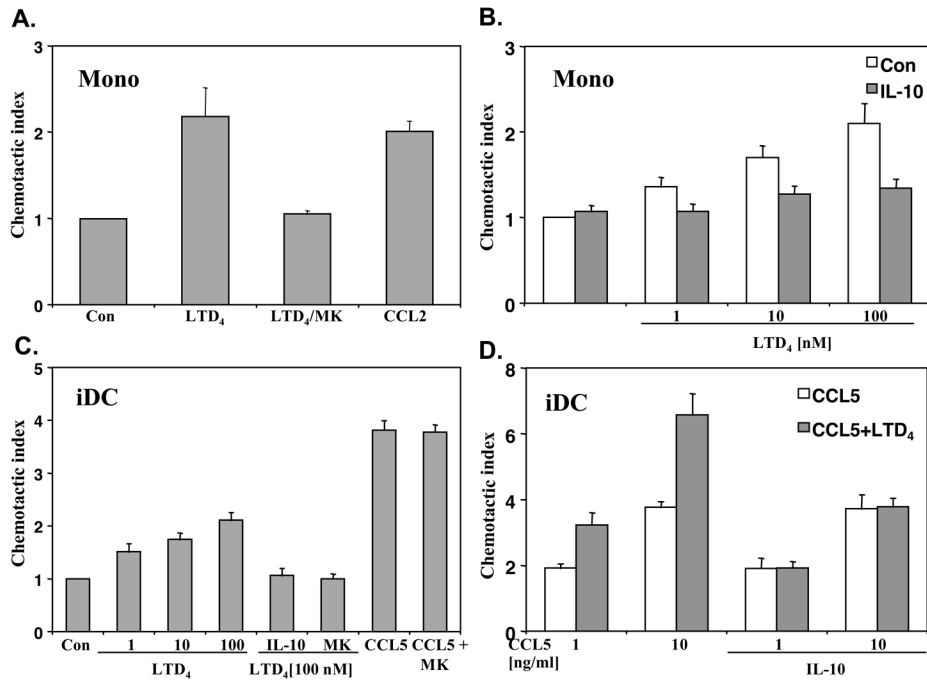 A.
3
2
1
0
Chemotactic index
Mono
Con
LTD₄
LTD₄/MK
CCL2
B.
3
2
1
0
Chemotactic index
Mono
Con
IL-10
1 10 100
LTD₄ [nM]
C.
5
4
3
2
1
0
Chemotactic index
iDC
Con
1 10 100
LTD₄
IL-10 MK
LTD₄[100 nM]
CCL5
CCL5 +
MK
D.
8
6
4
2
0
Chemotactic index
iDC
CCL5
CCL5+LTD₄
CCL5
[ng/ml]
1 10 1 10
IL-10